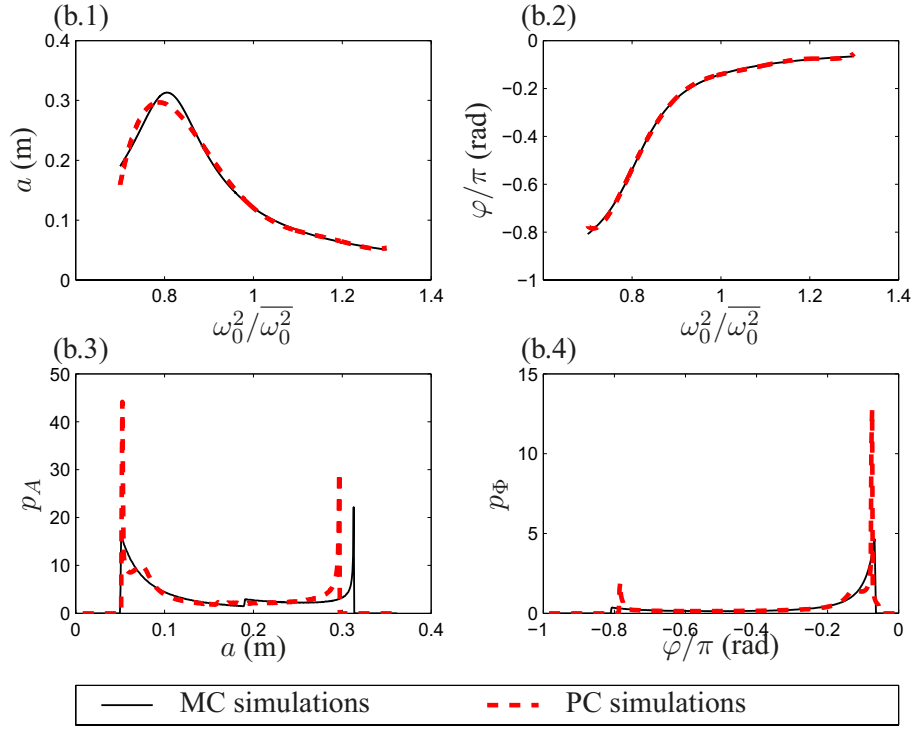 (b.1)
0.4
0.3
0.2
0.1
0
a (m)
0.8
1
1.2
1.4
ω₀²/\overline{ω₀²}
(b.2)
0
−0.2
−0.4
−0.6
−0.8
−1
φ/π (rad)
0.8
1
1.2
1.4
ω₀²/\overline{ω₀²}
(b.3)
50
40
30
20
10
0
p_A
0
0.1
0.2
0.3
0.4
a (m)
(b.4)
15
10
5
0
p_Φ
−1
−0.8
−0.6
−0.4
−0.2
0
φ/π (rad)
MC simulations
PC simulations